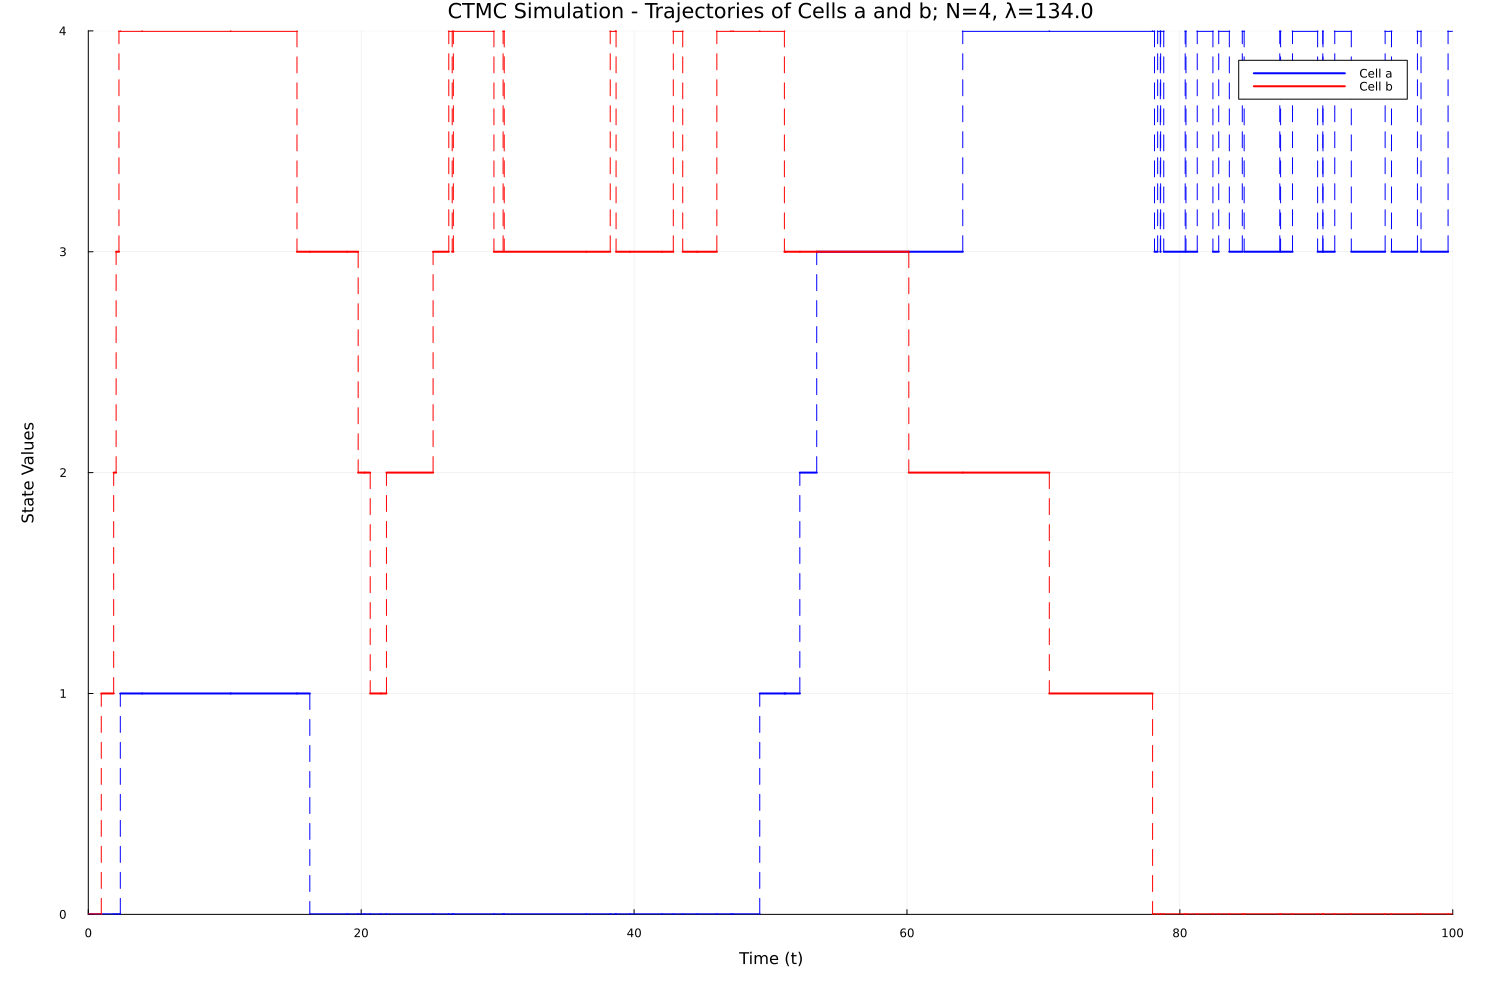 CTMC Simulation - Trajectories of Cells a and b; N=4, λ=134.0
4
Cell a
Cell b
3
State Values
2
1
0
0 20 40 60 80 100
Time (t)